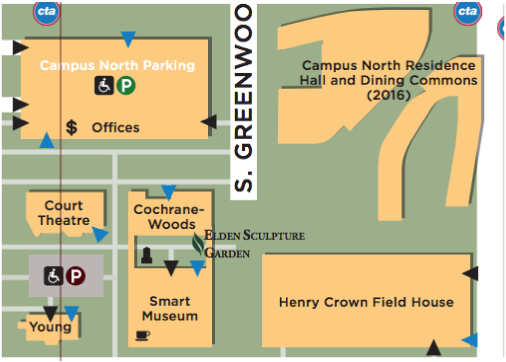 cta
cta
S. GREENWOO
Campus North Parking
P
$ Offices
Campus North Residence
Hall and Dining Commons
(2016)
Court
Theatre
Cochrane-
Woods
ELDEN SCULPTURE
GARDEN
P
Smart
Museum
Henry Crown Field House
Young